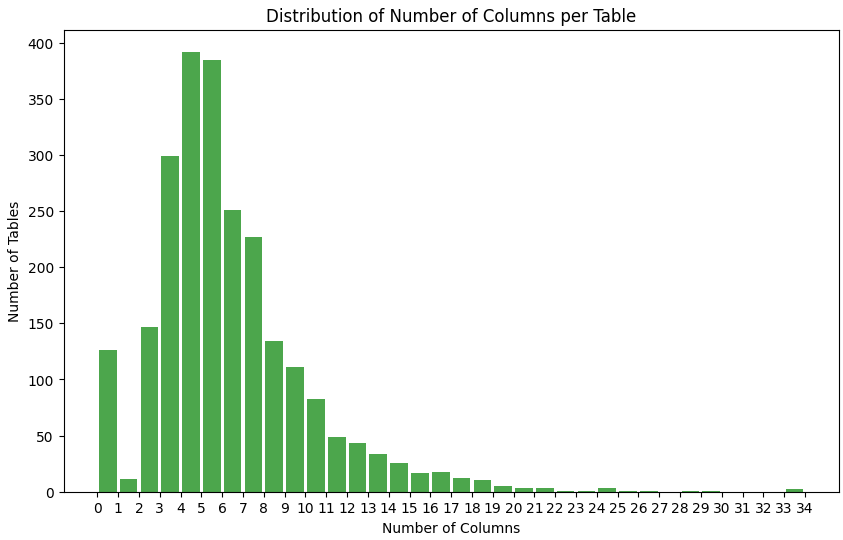 Distribution of Number of Columns per Table
Number of Tables
400
350
300
250
200
150
100
50
0
0 1 2 3 4 5 6 7 8 9 10 11 12 13 14 15 16 17 18 19 20 21 22 23 24 25 26 27 28 29 30 31 32 33 34
Number of Columns